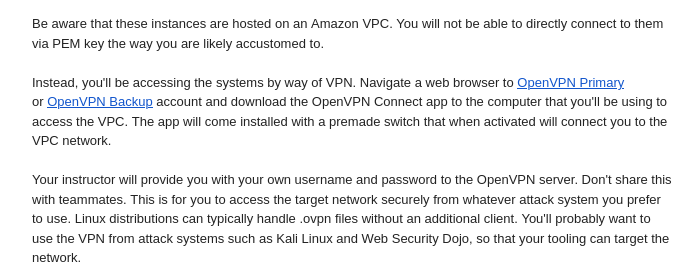 Be aware that these instances are hosted on an Amazon VPC. You will not be able to directly connect to them
via PEM key the way you are likely accustomed to.
Instead, you'll be accessing the systems by way of VPN. Navigate a web browser to OpenVPN Primary
or OpenVPN Backup account and download the OpenVPN Connect app to the computer that you'll be using to
access the VPC. The app will come installed with a premade switch that when activated will connect you to the
VPC network.
Your instructor will provide you with your own username and password to the OpenVPN server. Don't share this
with teammates. This is for you to access the target network securely from whatever attack system you prefer
to use. Linux distributions can typically handle .ovpn files without an additional client. You'll probably want to
use the VPN from attack systems such as Kali Linux and Web Security Dojo, so that your tooling can target the
network.